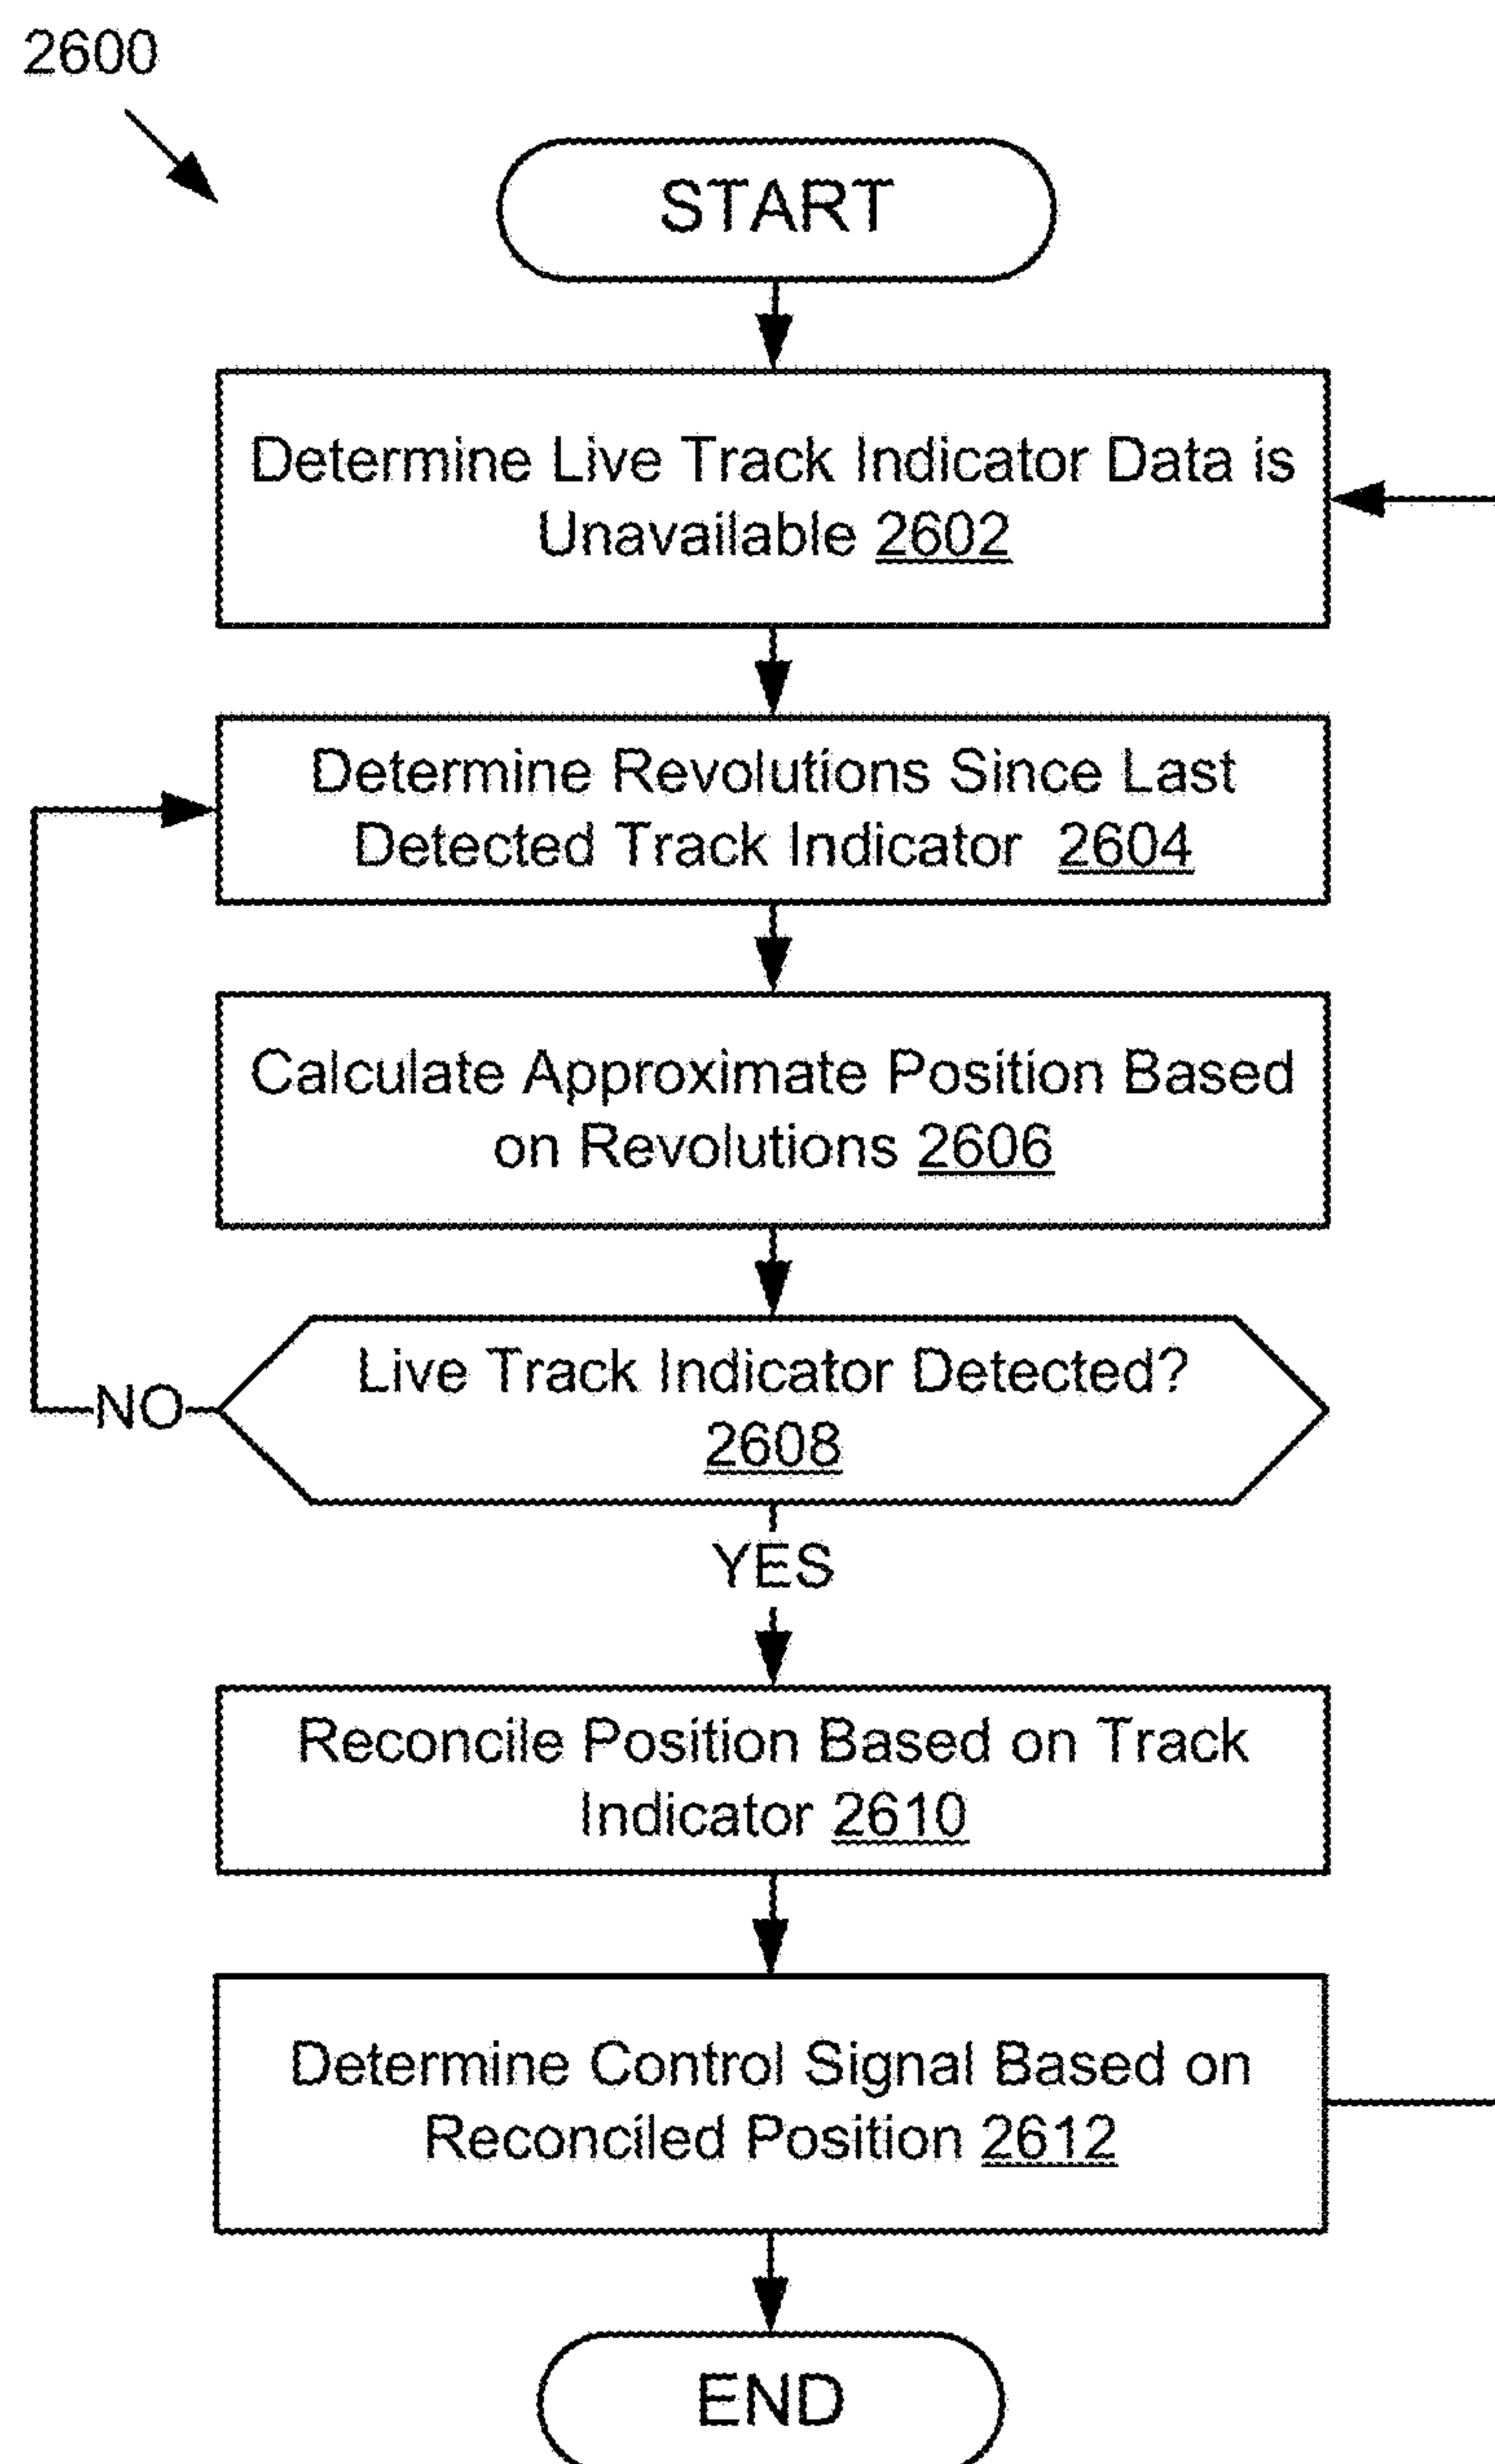 2600
START
Determine Live Track Indicator Data is
Unavailable 2602
Determine Revolutions Since Last
Detected Track Indicator 2604
Calculate Approximate Position Based
on Revolutions 2606
Live Track Indicator Detected?
2608
NO
YES
Reconcile Position Based on Track
Indicator 2610
Determine Control Signal Based on
Reconciled Position 2612
END